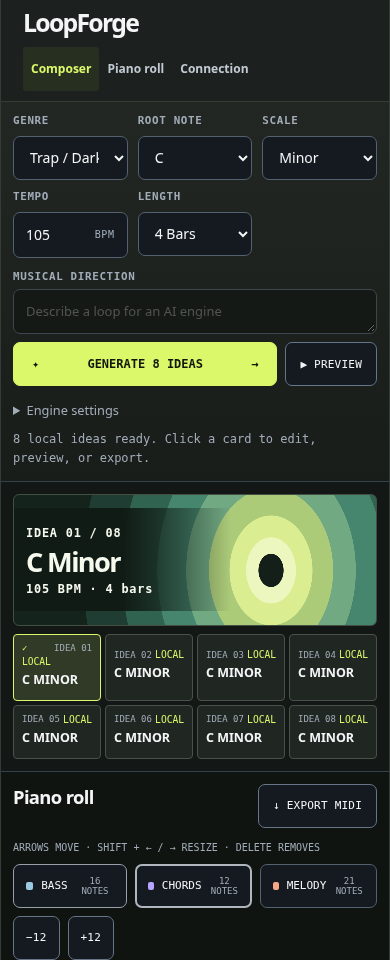 LoopForge
Composer Piano roll Connection
GENRE ROOT NOTE SCALE
Trap / Dark C Minor
TEMPO LENGTH
105 BPM 4 Bars
MUSICAL DIRECTION
Describe a loop for an AI engine
✦ GENERATE 8 IDEAS → ▶ PREVIEW
▶ Engine settings
8 local ideas ready. Click a card to edit,
preview, or export.
IDEA 01 / 08
C Minor
105 BPM · 4 bars
✓ IDEA 01 LOCAL
C MINOR
IDEA 02 LOCAL
C MINOR
IDEA 03 LOCAL
C MINOR
IDEA 04 LOCAL
C MINOR
IDEA 05 LOCAL
C MINOR
IDEA 06 LOCAL
C MINOR
IDEA 07 LOCAL
C MINOR
IDEA 08 LOCAL
C MINOR
Piano roll
↓ EXPORT MIDI
ARROWS MOVE · SHIFT + ← / → RESIZE · DELETE REMOVES
BASS 16 NOTES
CHORDS 12 NOTES
MELODY 21 NOTES
−12 +12